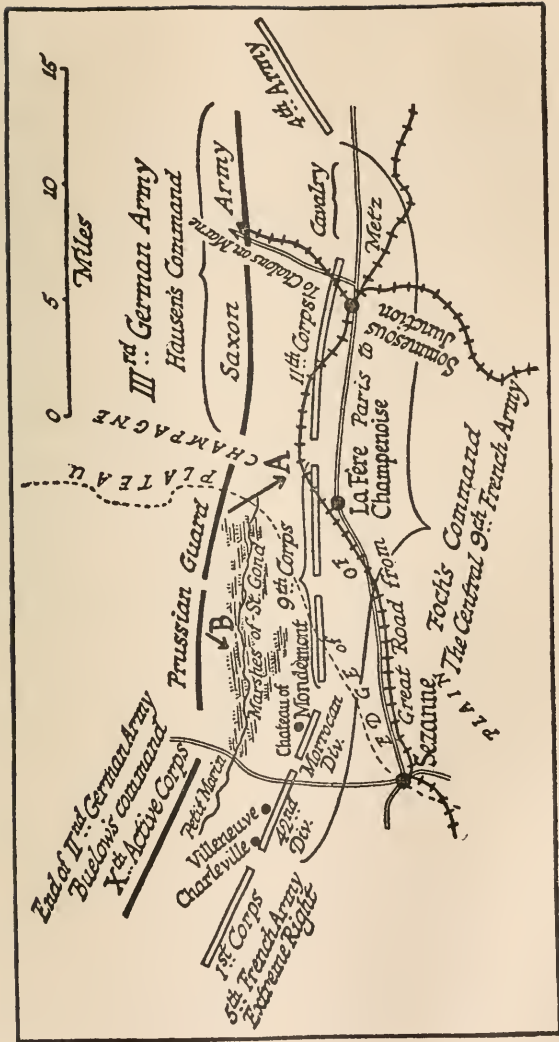 End of IInd German Army
Buelow's command
Xth Active Corps
Prussian Guard
PLATEAU
CHAMPAGNE
IIIrd German Army
Hausen's Command
Saxon Army
0 5 10 15
Miles
B
Marshes of St. Gond
Petit Morin
A
To Chalons on Marne
4th Army
Cavalry
11th Corps
9th Corps
Chateau of
Mondemont
Morrocan
Div.
Villeneuve
Charleville
42nd
Div.
1st Corps
5th French Army
Extreme Right
EDGE OF
OF
PLAIN
Great Road from Paris to Metz
La Fère
Champenoise
Sommesous
Junction
Sezanne
Foch's Command
The Central 9th French Army